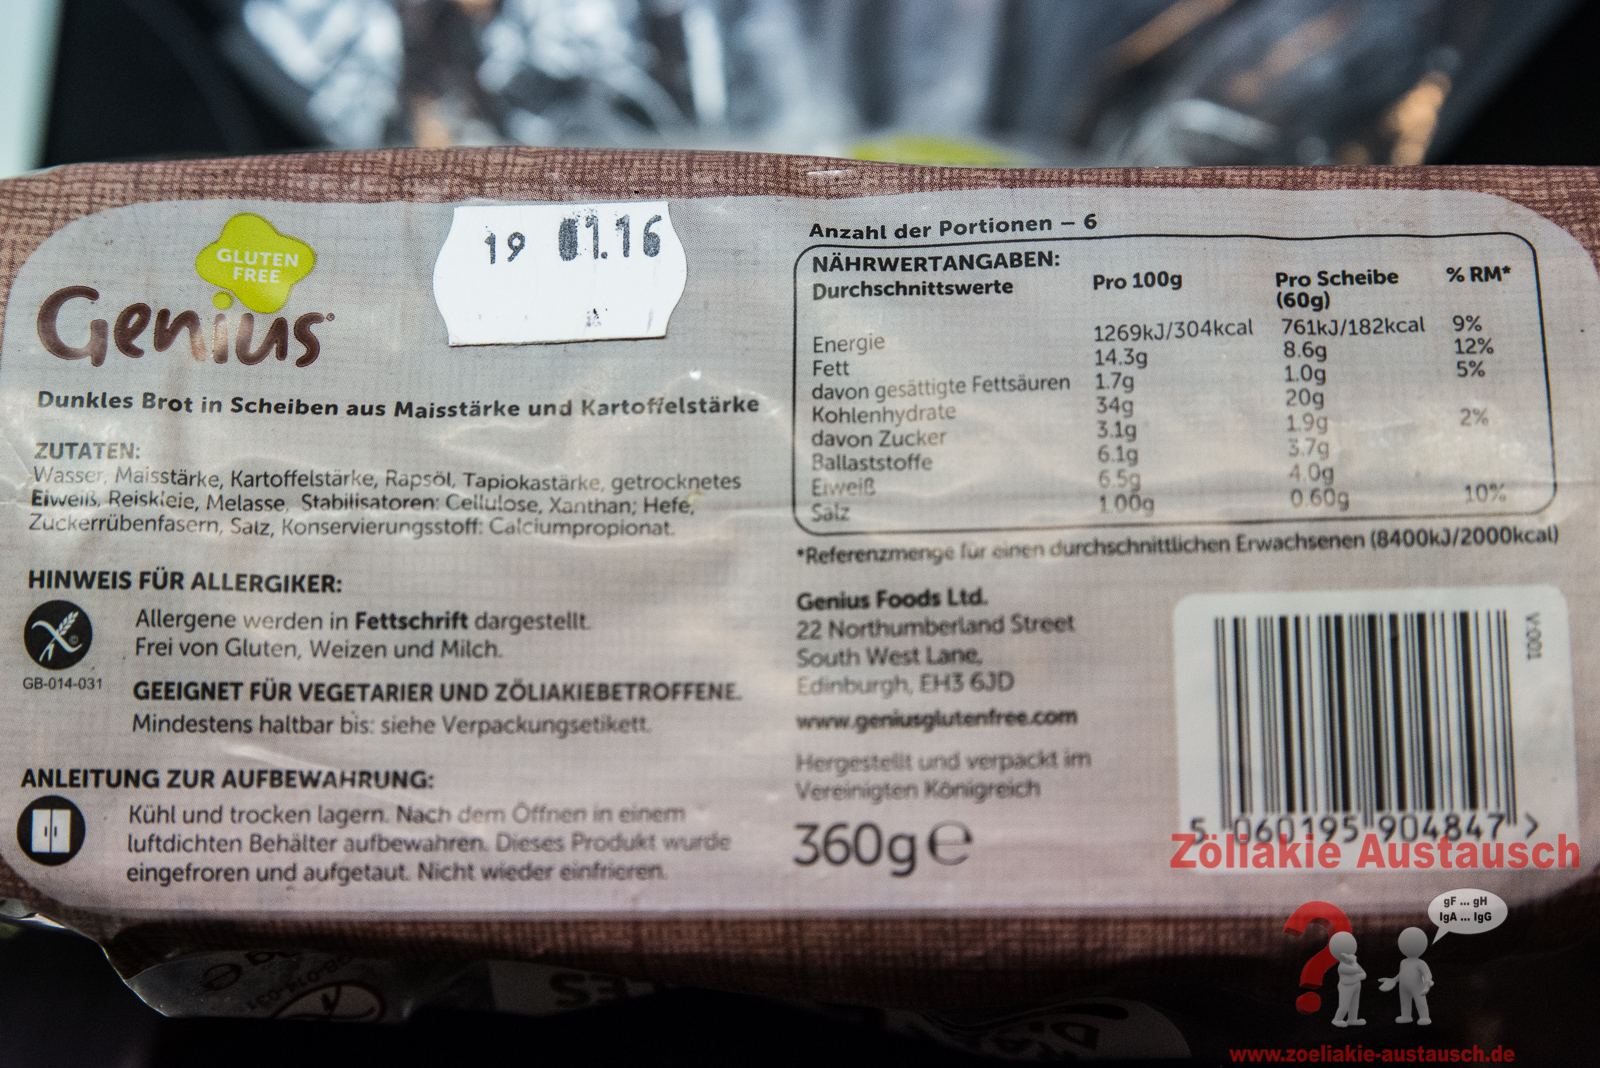 GLUTEN
FREE
Genius
19 01.16
Dunkles Brot in Scheiben aus Maisstärke und Kartoffelstärke
ZUTATEN:
Wasser, Maisstärke, Kartoffelstärke, Rapsöl, Tapiokastärke, getrocknetes
Eiweiß, Reiskleie, Melasse, Stabilisatoren: Cellulose, Xanthan; Hefe,
Zuckerrübenfasern, Salz, Konservierungsstoff: Calciumpropionat.
HINWEIS FÜR ALLERGIKER:
Allergene werden in Fettschrift dargestellt.
Frei von Gluten, Weizen und Milch.
GB-014-031
GEEIGNET FÜR VEGETARIER UND ZÖLIAKIEBETROFFENE.
Mindestens haltbar bis: siehe Verpackungsetikett.
ANLEITUNG ZUR AUFBEWAHRUNG:
Kühl und trocken lagern. Nach dem Öffnen in einem
luftdichten Behälter aufbewahren. Dieses Produkt wurde
eingefroren und aufgetaut. Nicht wieder einfrieren.
Anzahl der Portionen – 6
NÄHRWERTANGABEN:
Durchschnittswerte Pro 100g Pro Scheibe (60g) % RM*
Energie 1269kJ/304kcal 761kJ/182kcal 9%
Fett 14.3g 8.6g 12%
davon gesättigte Fettsäuren 1.7g 1.0g 5%
Kohlenhydrate 34g 20g
davon Zucker 3.1g 1.9g 2%
Ballaststoffe 6.1g 3.7g
Eiweiß 6.5g 4.0g
Salz 1.00g 0.60g 10%
*Referenzmenge für einen durchschnittlichen Erwachsenen (8400kJ/2000kcal)
Genius Foods Ltd.
22 Northumberland Street
South West Lane,
Edinburgh, EH3 6JD
www.geniusglutenfree.com
Hergestellt und verpackt im
Vereinigten Königreich
360g e
V:001
5 060195 904847 >
Zöliakie Austausch
gF ... gH
IgA ... IgG
www.zoeliakie-austausch.de